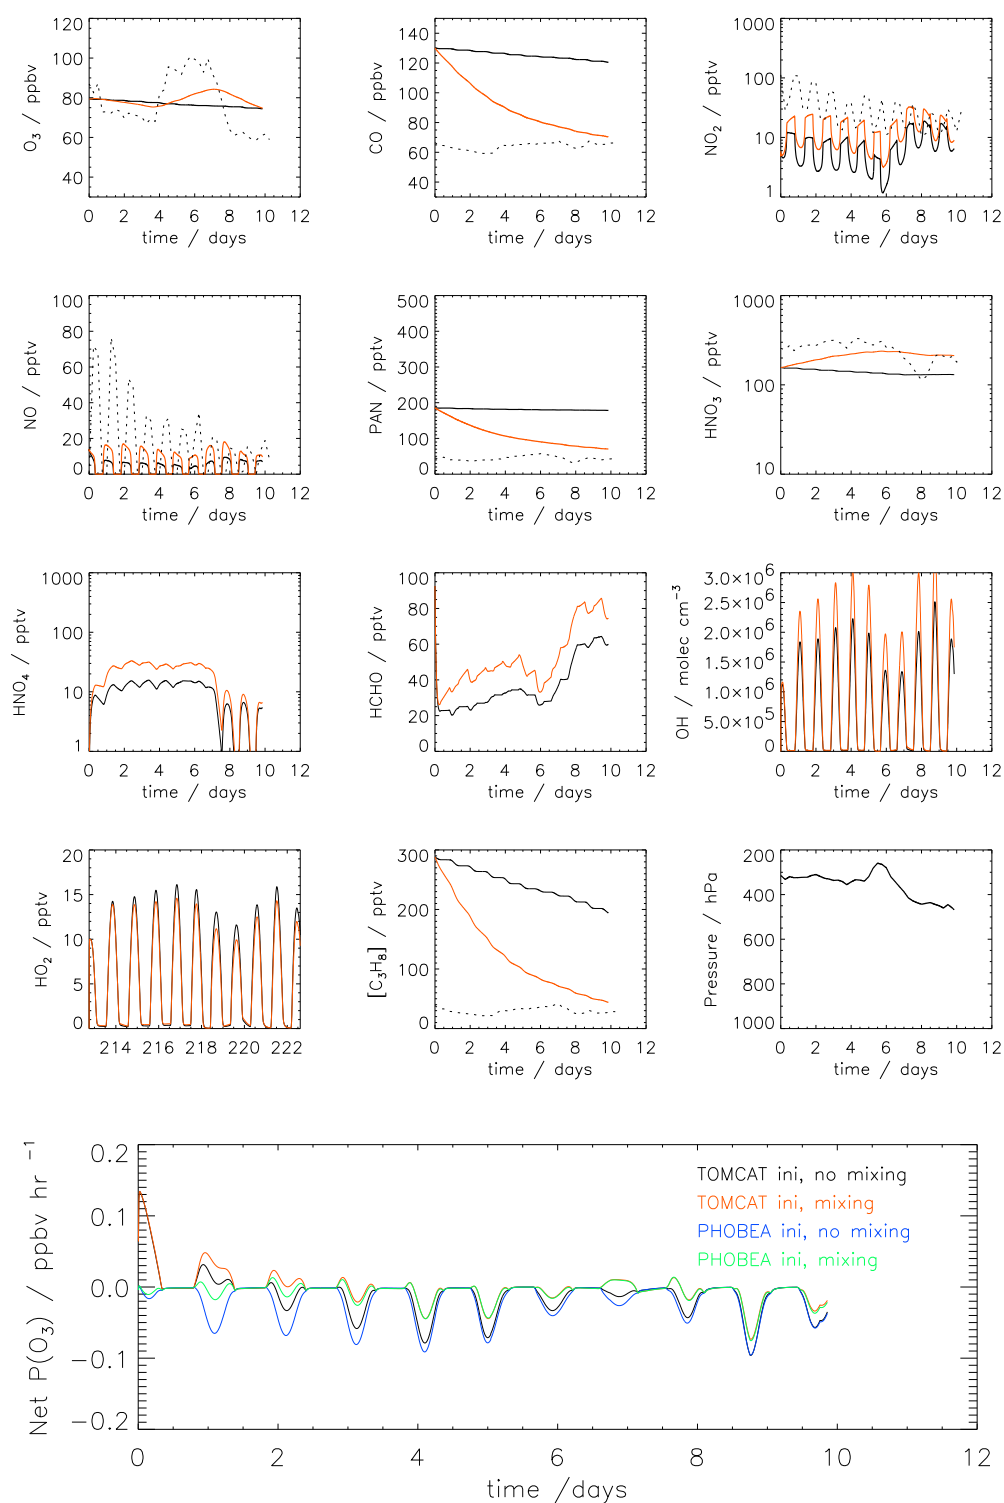 O3 / ppbv
120
100
80
60
40
0 2 4 6 8 10 12
time / days
CO / ppbv
140
120
100
80
60
40
0 2 4 6 8 10 12
time / days
NO2 / pptv
1000
100
10
1
0 2 4 6 8 10 12
time / days
NO / pptv
100
80
60
40
20
0
0 2 4 6 8 10 12
time / days
PAN / pptv
500
400
300
200
100
0
0 2 4 6 8 10 12
time / days
HNO3 / pptv
1000
100
10
0 2 4 6 8 10 12
time / days
HNO4 / pptv
1000
100
10
1
0 2 4 6 8 10 12
time / days
HCHO / pptv
100
80
60
40
20
0
0 2 4 6 8 10 12
time / days
OH / molec cm−3
3.0×10^6
2.5×10^6
2.0×10^6
1.5×10^6
1.0×10^6
5.0×10^5
0
0 2 4 6 8 10 12
time / days
HO2 / pptv
20
15
10
5
0
214 216 218 220 222
[C3H8] / pptv
300
200
100
0
0 2 4 6 8 10 12
time / days
Pressure / hPa
200
400
600
800
1000
0 2 4 6 8 10 12
time / days
Net P(O3) / ppbv hr −1
0.2
0.1
0.0
−0.1
−0.2
TOMCAT ini, no mixing
TOMCAT ini, mixing
PHOBEA ini, no mixing
PHOBEA ini, mixing
0 2 4 6 8 10 12
time /days